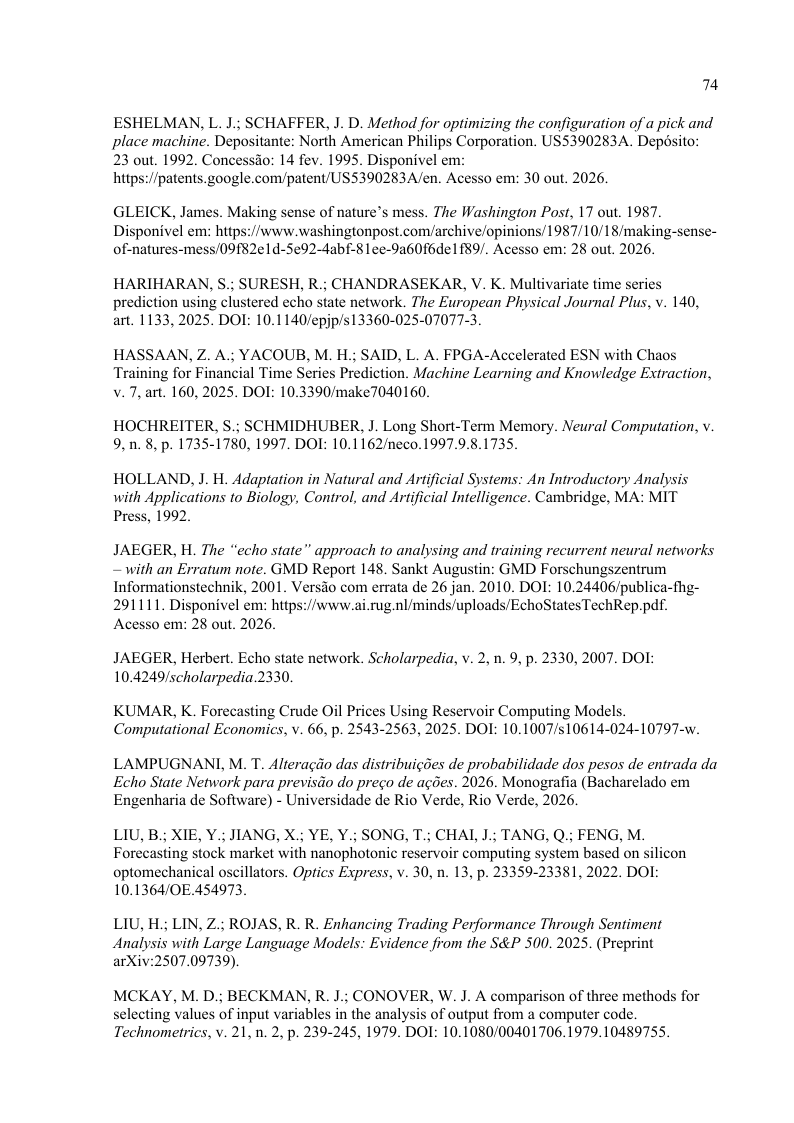 74
ESHELMAN, L. J.; SCHAFFER, J. D. Method for optimizing the configuration of a pick and
place machine. Depositante: North American Philips Corporation. US5390283A. Depósito:
23 out. 1992. Concessão: 14 fev. 1995. Disponível em:
https://patents.google.com/patent/US5390283A/en. Acesso em: 30 out. 2026.
GLEICK, James. Making sense of nature’s mess. The Washington Post, 17 out. 1987.
Disponível em: https://www.washingtonpost.com/archive/opinions/1987/10/18/making-sense-
of-natures-mess/09f82e1d-5e92-4abf-81ee-9a60f6de1f89/. Acesso em: 28 out. 2026.
HARIHARAN, S.; SURESH, R.; CHANDRASEKAR, V. K. Multivariate time series
prediction using clustered echo state network. The European Physical Journal Plus, v. 140,
art. 1133, 2025. DOI: 10.1140/epjp/s13360-025-07077-3.
HASSAAN, Z. A.; YACOUB, M. H.; SAID, L. A. FPGA-Accelerated ESN with Chaos
Training for Financial Time Series Prediction. Machine Learning and Knowledge Extraction,
v. 7, art. 160, 2025. DOI: 10.3390/make7040160.
HOCHREITER, S.; SCHMIDHUBER, J. Long Short-Term Memory. Neural Computation, v.
9, n. 8, p. 1735-1780, 1997. DOI: 10.1162/neco.1997.9.8.1735.
HOLLAND, J. H. Adaptation in Natural and Artificial Systems: An Introductory Analysis
with Applications to Biology, Control, and Artificial Intelligence. Cambridge, MA: MIT
Press, 1992.
JAEGER, H. The “echo state” approach to analysing and training recurrent neural networks
– with an Erratum note. GMD Report 148. Sankt Augustin: GMD Forschungszentrum
Informationstechnik, 2001. Versão com errata de 26 jan. 2010. DOI: 10.24406/publica-fhg-
291111. Disponível em: https://www.ai.rug.nl/minds/uploads/EchoStatesTechRep.pdf.
Acesso em: 28 out. 2026.
JAEGER, Herbert. Echo state network. Scholarpedia, v. 2, n. 9, p. 2330, 2007. DOI:
10.4249/scholarpedia.2330.
KUMAR, K. Forecasting Crude Oil Prices Using Reservoir Computing Models.
Computational Economics, v. 66, p. 2543-2563, 2025. DOI: 10.1007/s10614-024-10797-w.
LAMPUGNANI, M. T. Alteração das distribuições de probabilidade dos pesos de entrada da
Echo State Network para previsão do preço de ações. 2026. Monografia (Bacharelado em
Engenharia de Software) - Universidade de Rio Verde, Rio Verde, 2026.
LIU, B.; XIE, Y.; JIANG, X.; YE, Y.; SONG, T.; CHAI, J.; TANG, Q.; FENG, M.
Forecasting stock market with nanophotonic reservoir computing system based on silicon
optomechanical oscillators. Optics Express, v. 30, n. 13, p. 23359-23381, 2022. DOI:
10.1364/OE.454973.
LIU, H.; LIN, Z.; ROJAS, R. R. Enhancing Trading Performance Through Sentiment
Analysis with Large Language Models: Evidence from the S&P 500. 2025. (Preprint
arXiv:2507.09739).
MCKAY, M. D.; BECKMAN, R. J.; CONOVER, W. J. A comparison of three methods for
selecting values of input variables in the analysis of output from a computer code.
Technometrics, v. 21, n. 2, p. 239-245, 1979. DOI: 10.1080/00401706.1979.10489755.